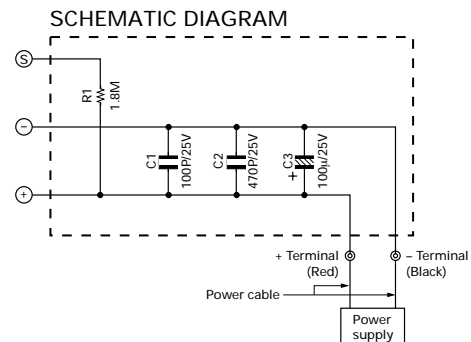 SCHEMATIC DIAGRAM
S
R1
1.8M
−
C1
100P/25V
C2
470P/25V
+
C3
100µ/25V
+
+ Terminal
(Red)
− Terminal
(Black)
Power cable
Power
supply